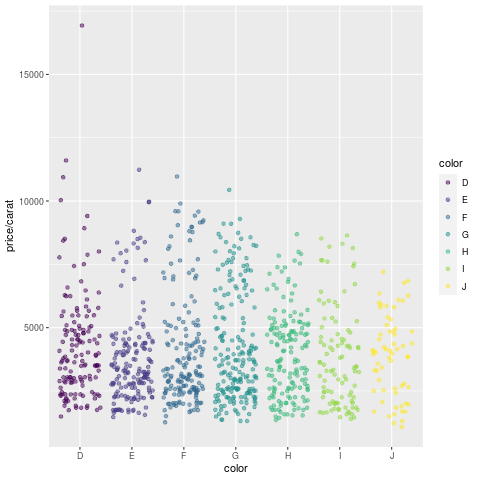 15000
10000
5000
price/carat
D E F G H I J
color
color
D
E
F
G
H
I
J